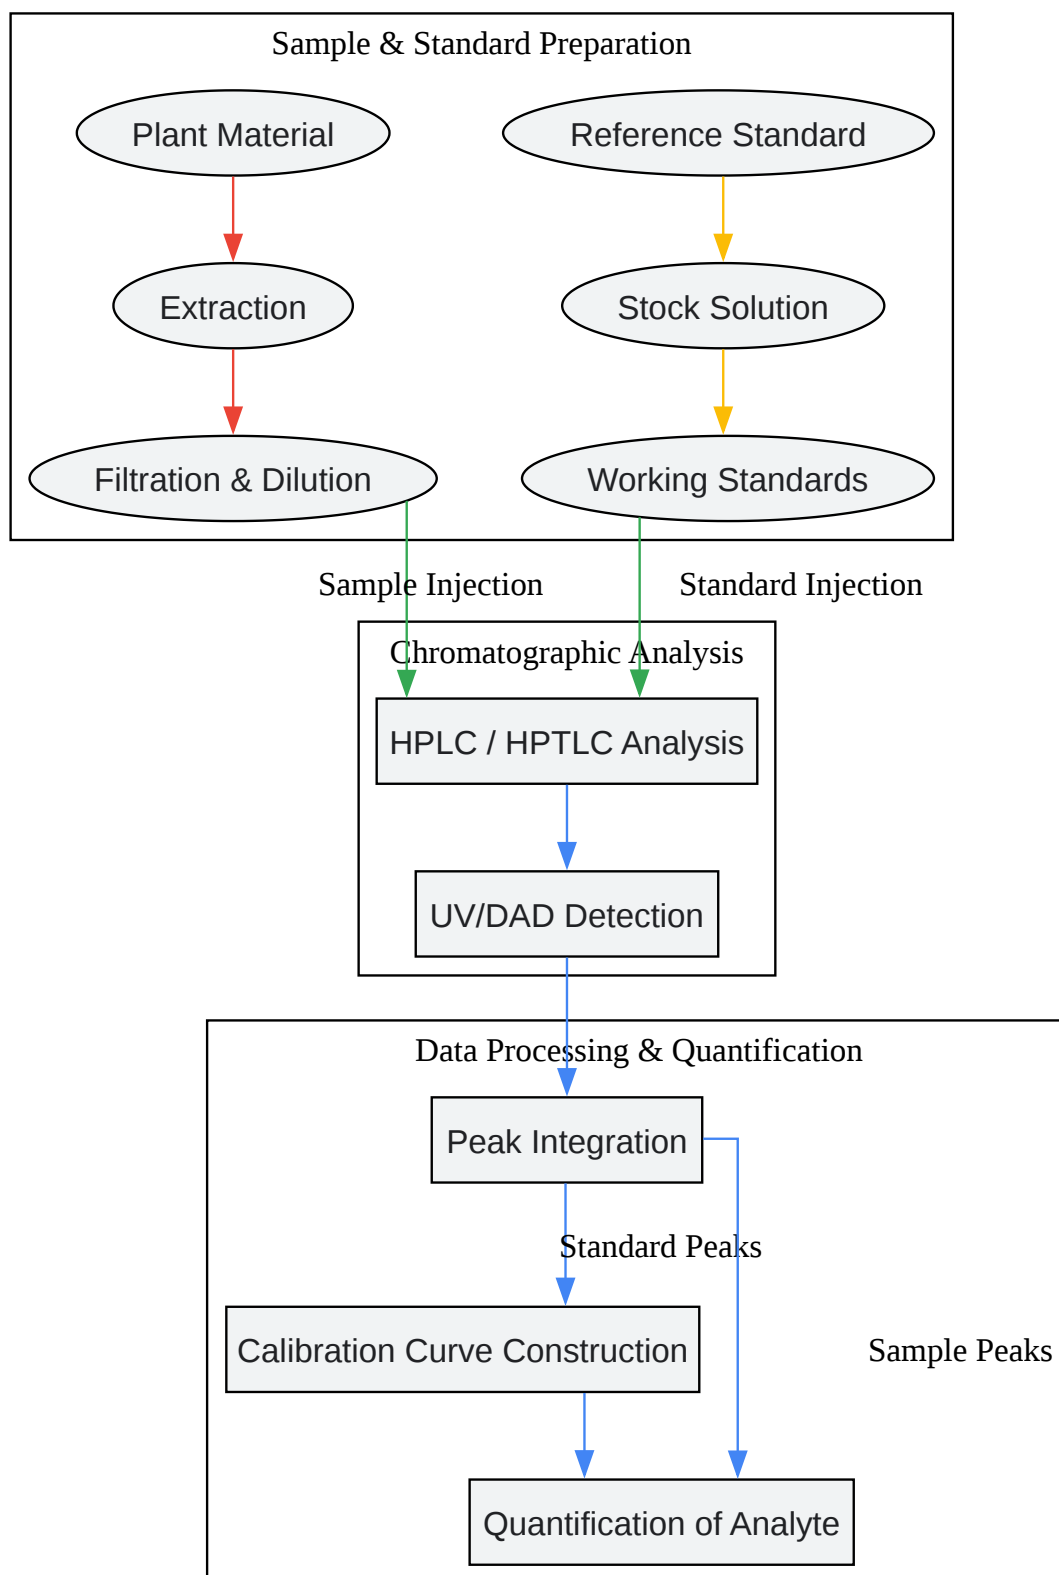 Sample & Standard Preparation
Plant Material
Reference Standard
Extraction
Stock Solution
Filtration & Dilution
Working Standards
Sample Injection
Standard Injection
Chromatographic Analysis
HPLC / HPTLC Analysis
UV/DAD Detection
Data Processing & Quantification
Peak Integration
Standard Peaks
Calibration Curve Construction
Sample Peaks
Quantification of Analyte